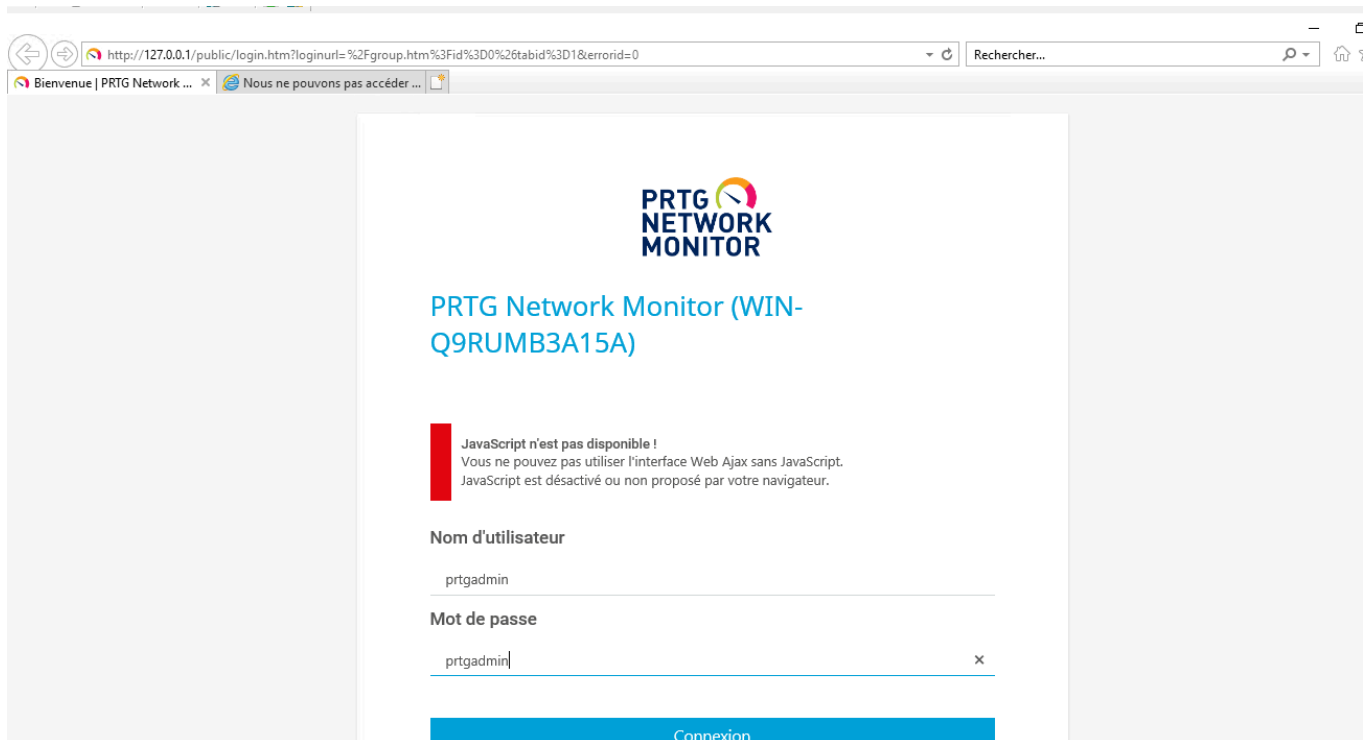 http://127.0.0.1/public/login.htm?loginurl=%2Fgroup.htm%3Fid%3D0%26tabid%3D1&errorid=0
Rechercher...
Bienvenue | PRTG Network ...
Nous ne pouvons pas accéder ...
PRTG
NETWORK
MONITOR
PRTG Network Monitor (WIN-
Q9RUMB3A15A)
JavaScript n'est pas disponible !
Vous ne pouvez pas utiliser l'interface Web Ajax sans JavaScript.
JavaScript est désactivé ou non proposé par votre navigateur.
Nom d'utilisateur
prtgadmin
Mot de passe
prtgadmin
Connexion